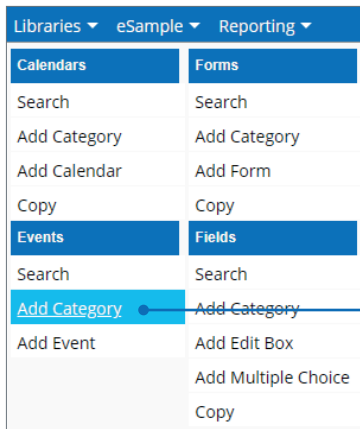 Libraries eSample Reporting
Calendars Forms
Search Search
Add Category Add Category
Add Calendar Add Form
Copy Copy
Events Fields
Search Search
Add Category Add Category
Add Event Add Edit Box
Add Multiple Choice
Copy